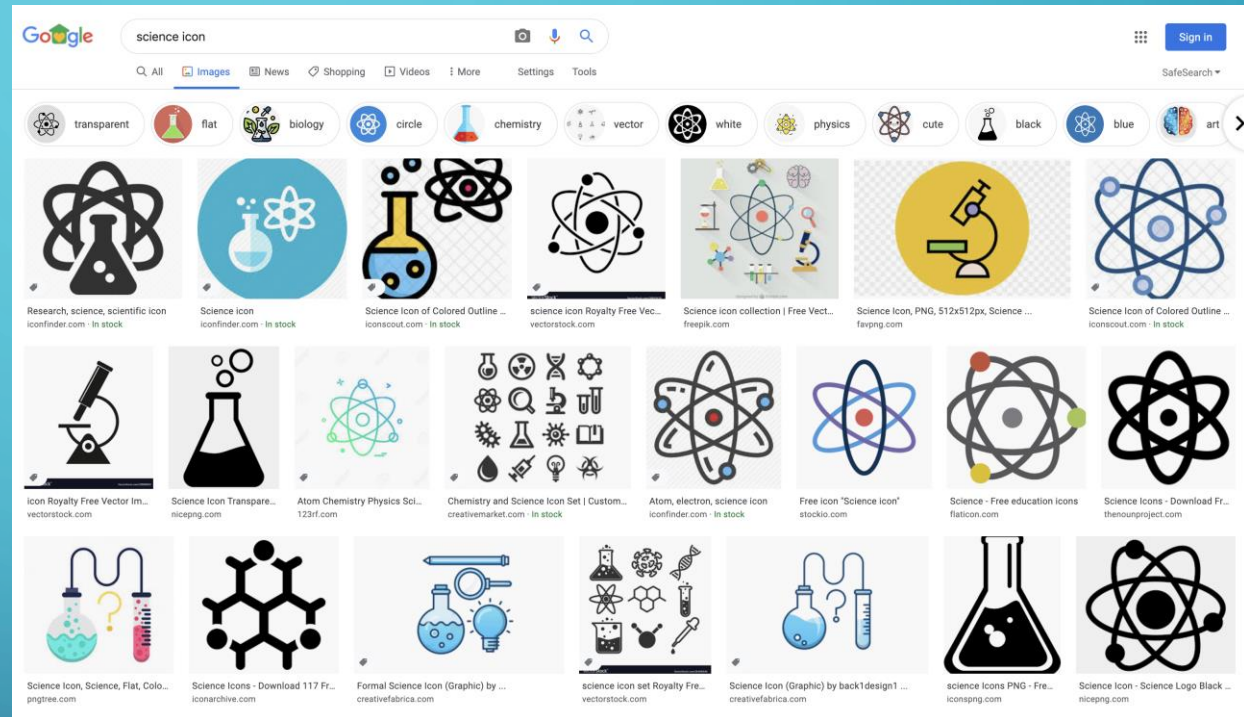 Google
science icon
Sign in
All Images News Shopping Videos More Settings Tools
SafeSearch
transparent flat biology circle chemistry vector white physics cute black blue art
Research, science, scientific icon
iconfinder.com · In stock
Science icon
iconfinder.com · In stock
Science Icon of Colored Outline ...
iconscout.com · In stock
science icon Royalty Free Vec...
vectorstock.com
Science icon collection | Free Vect...
freepik.com
Science Icon, PNG, 512x512px, Science ...
favpng.com
Science Icon of Colored Outline ...
iconscout.com · In stock
icon Royalty Free Vector Im...
vectorstock.com
Science Icon Transpare...
nicepng.com
Atom Chemistry Physics Sci...
123rf.com
Chemistry and Science Icon Set | Custom...
creativemarket.com · In stock
Atom, electron, science icon
iconfinder.com · In stock
Free icon "Science icon"
stockio.com
Science - Free education icons
flaticon.com
Science Icons - Download Fr...
thenounproject.com
Science Icon, Science, Flat, Colo...
pngtree.com
Science Icons - Download 117 Fr...
iconarchive.com
Formal Science Icon (Graphic) by ...
creativefabrica.com
science icon set Royalty Fre...
vectorstock.com
Science Icon (Graphic) by back1design1 ...
creativefabrica.com
science Icons PNG - Fre...
iconspng.com
Science Icon - Science Logo Black ...
nicepng.com